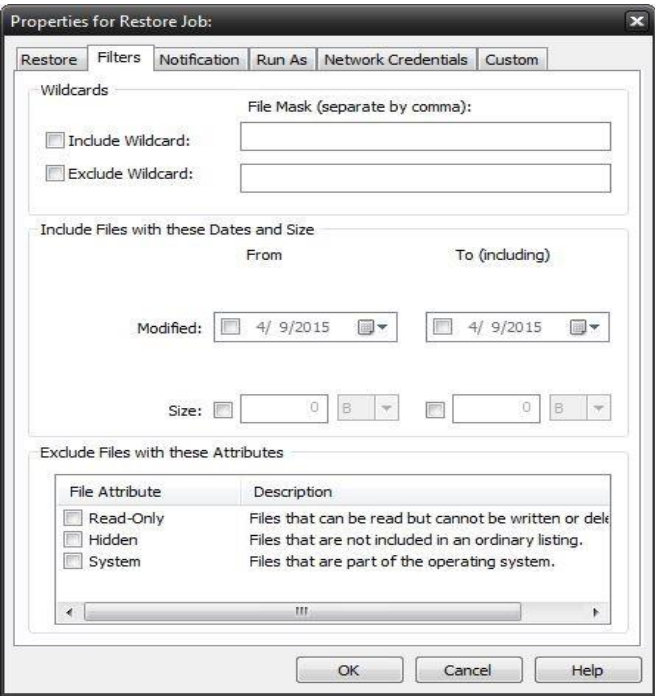 Properties for Restore Job:
Restore Filters Notification Run As Network Credentials Custom
Wildcards
File Mask (separate by comma):
Include Wildcard:
Exclude Wildcard:
Include Files with these Dates and Size
From To (including)
Modified: 4/ 9/2015 4/ 9/2015
Size: 0 B 0 B
Exclude Files with these Attributes
File Attribute Description
Read-Only Files that can be read but cannot be written or dele
Hidden Files that are not included in an ordinary listing.
System Files that are part of the operating system.
OK Cancel Help